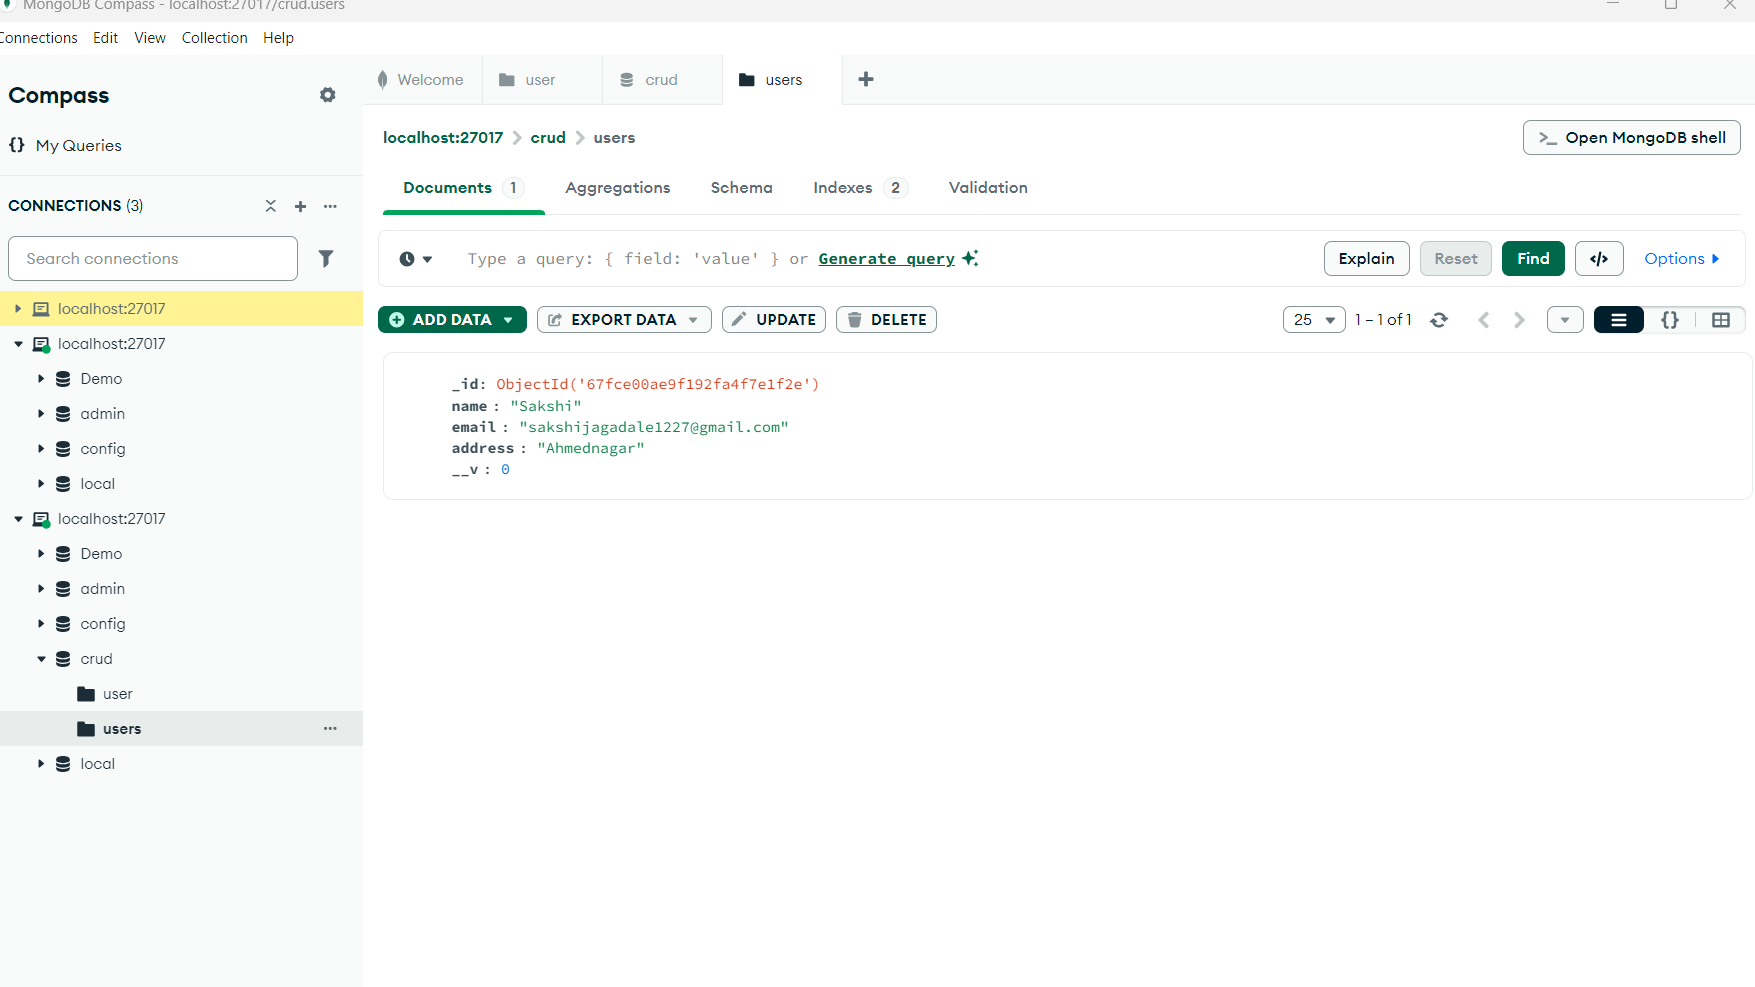 MongoDB Compass - localhost:27017/crud.users
Connections Edit View Collection Help
Compass
My Queries
CONNECTIONS (3)
Search connections
localhost:27017
localhost:27017
Demo
admin
config
local
localhost:27017
Demo
admin
config
crud
user
users
local
Welcome user crud users
localhost:27017 > crud > users
>_ Open MongoDB shell
Documents 1 Aggregations Schema Indexes 2 Validation
Type a query: { field: 'value' } or Generate query
Explain Reset Find </> Options
ADD DATA EXPORT DATA UPDATE DELETE
25 1 – 1 of 1 {}
_id: ObjectId('67fce00ae9f192fa4f7e1f2e')
name : "Sakshi"
email : "sakshijagadale1227@gmail.com"
address : "Ahmednagar"
__v : 0